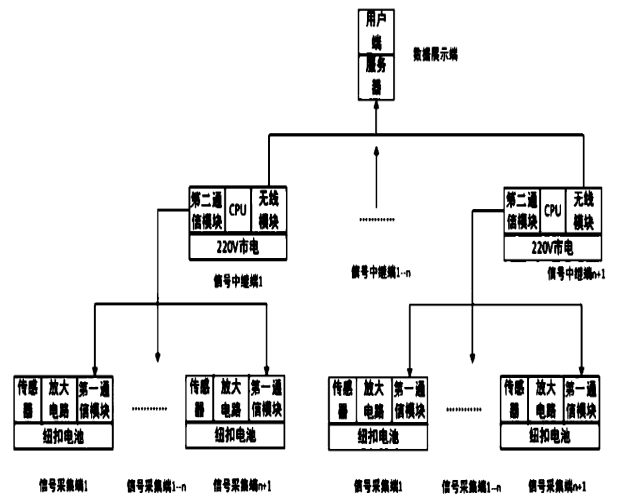 用户
端
服务
器
数据展示端
第二通
信模块
CPU
无线
模块
220V市电
信号中继端1
............
信号中继端1--n
第二通
信模块
CPU
无线
模块
220V市电
信号中继端n+1
传感
器
放大
电路
第一通
信模块
纽扣电池
............
传感
器
放大
电路
第一通
信模块
纽扣电池
传感
器
放大
电路
第一通
信模块
纽扣电池
............
传感
器
放大
电路
第一通
信模块
纽扣电池
信号采集端1
信号采集端1--n
信号采集端n+1
信号采集端1
信号采集端1--n
信号采集端n+1